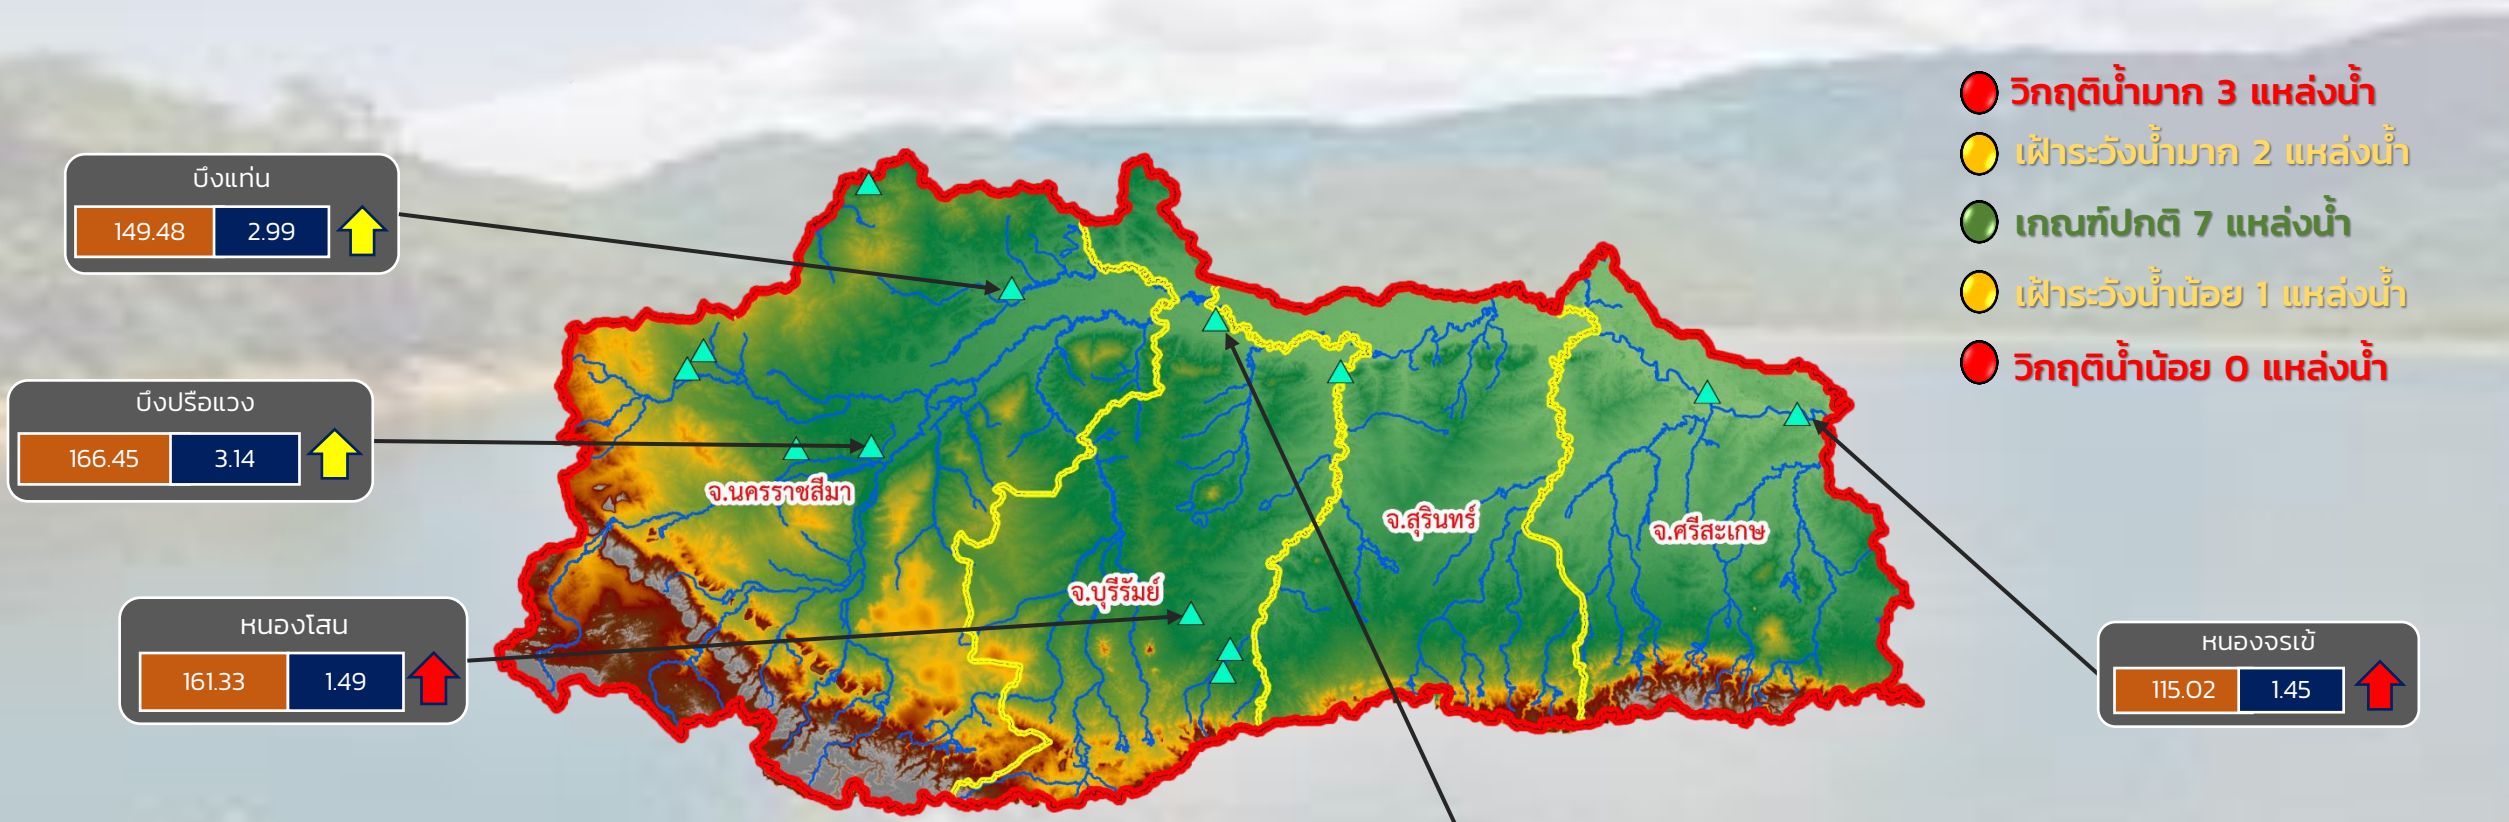 วิกฤติน้ำมาก 3 แหล่งน้ำ
เฝ้าระวังน้ำมาก 2 แหล่งน้ำ
เกณฑ์ปกติ 7 แหล่งน้ำ
เฝ้าระวังน้ำน้อย 1 แหล่งน้ำ
วิกฤติน้ำน้อย 0 แหล่งน้ำ
บึงแท่น
149.48 2.99
บึงปรือแวง
166.45 3.14
หนองโสน
161.33 1.49
จ.นครราชสีมา
จ.บุรีรัมย์
จ.สุรินทร์
จ.ศรีสะเกษ
หนองจรเข้
115.02 1.45